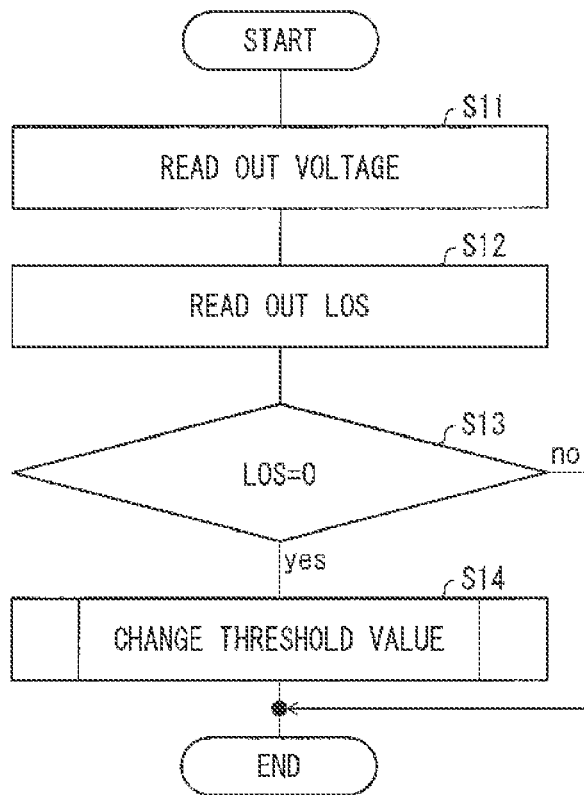 START
S11
READ OUT VOLTAGE
S12
READ OUT LOS
S13
LOS=0
no
yes
S14
CHANGE THRESHOLD VALUE
END